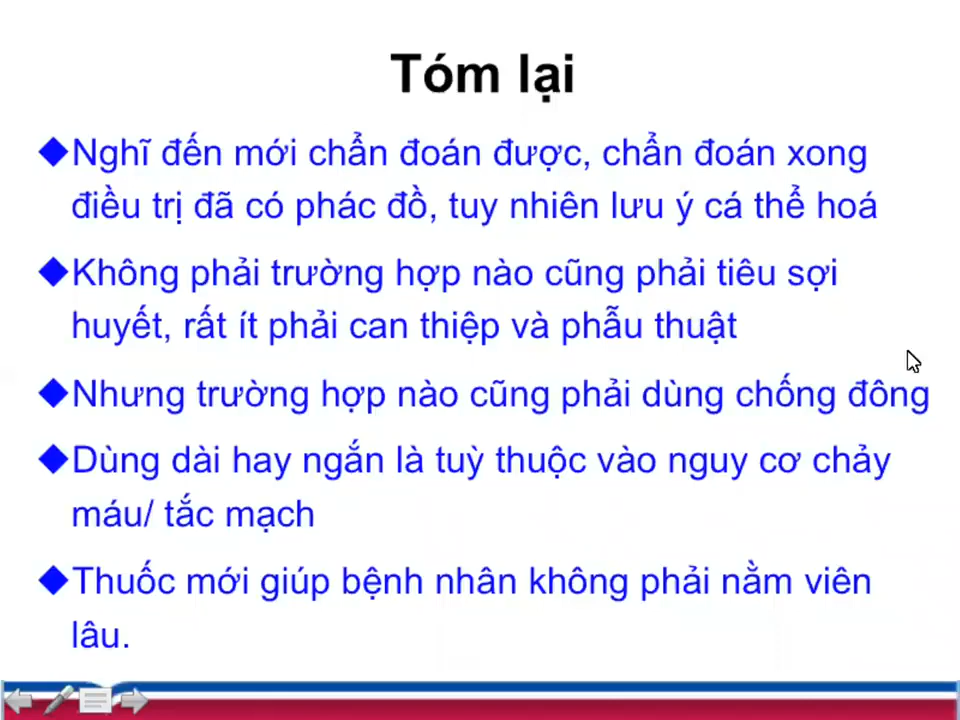 Tóm lại
Nghĩ đến mới chẩn đoán được, chẩn đoán xong
điều trị đã có phác đồ, tuy nhiên lưu ý cá thể hoá
Không phải trường hợp nào cũng phải tiêu sợi
huyết, rất ít phải can thiệp và phẫu thuật
Nhưng trường hợp nào cũng phải dùng chống đông
Dùng dài hay ngắn là tuỳ thuộc vào nguy cơ chảy
máu/ tắc mạch
Thuốc mới giúp bệnh nhân không phải nằm viên
lâu.